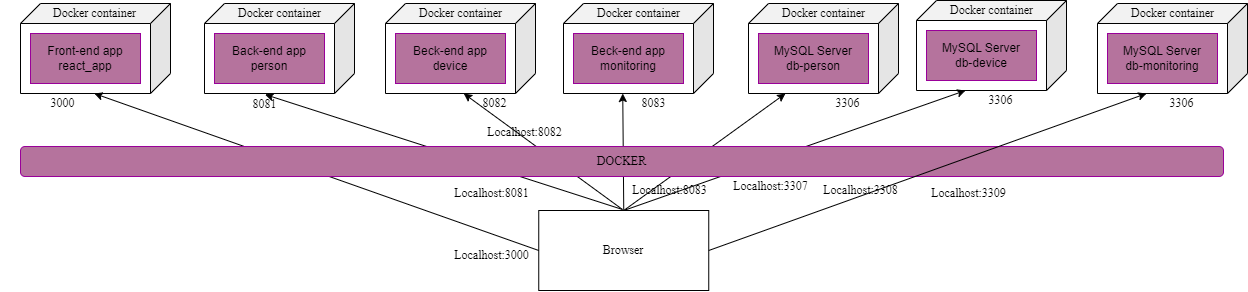 Docker container
Docker container
Docker container
Docker container
Docker container
Docker container
Docker container
Front-end app
react_app
Back-end app
person
Beck-end app
device
Beck-end app
monitoring
MySQL Server
db-person
MySQL Server
db-device
MySQL Server
db-monitoring
3000
8081
8082
8083
3306
3306
3306
Localhost:8082
DOCKER
Localhost:8081
Localhost:8083
Localhost:3307
Localhost:3308
Localhost:3309
Localhost:3000
Browser